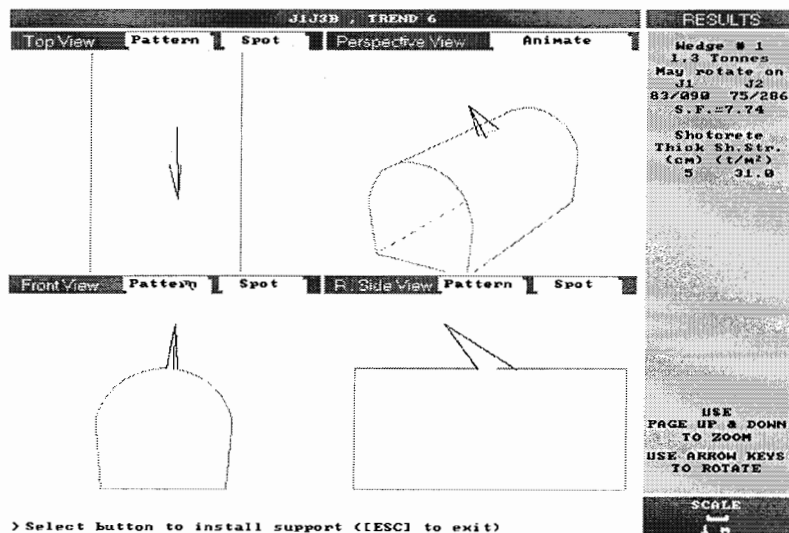 J1J3B , TREND 6
RESULTS
Top View Pattern Spot
Perspective View Animate
Wedge # 1
1.3 Tonnes
May rotate on
J1 J2
83/090 75/286
S.F.=7.74
Shotcrete
Thick Sh.Str.
(cm) (t/m²)
5 31.0
Front View Pattern Spot
R. Side View Pattern Spot
USE
PAGE UP & DOWN
TO ZOOM
USE ARROW KEYS
TO ROTATE
SCALE
> Select button to install support ([ESC] to exit)